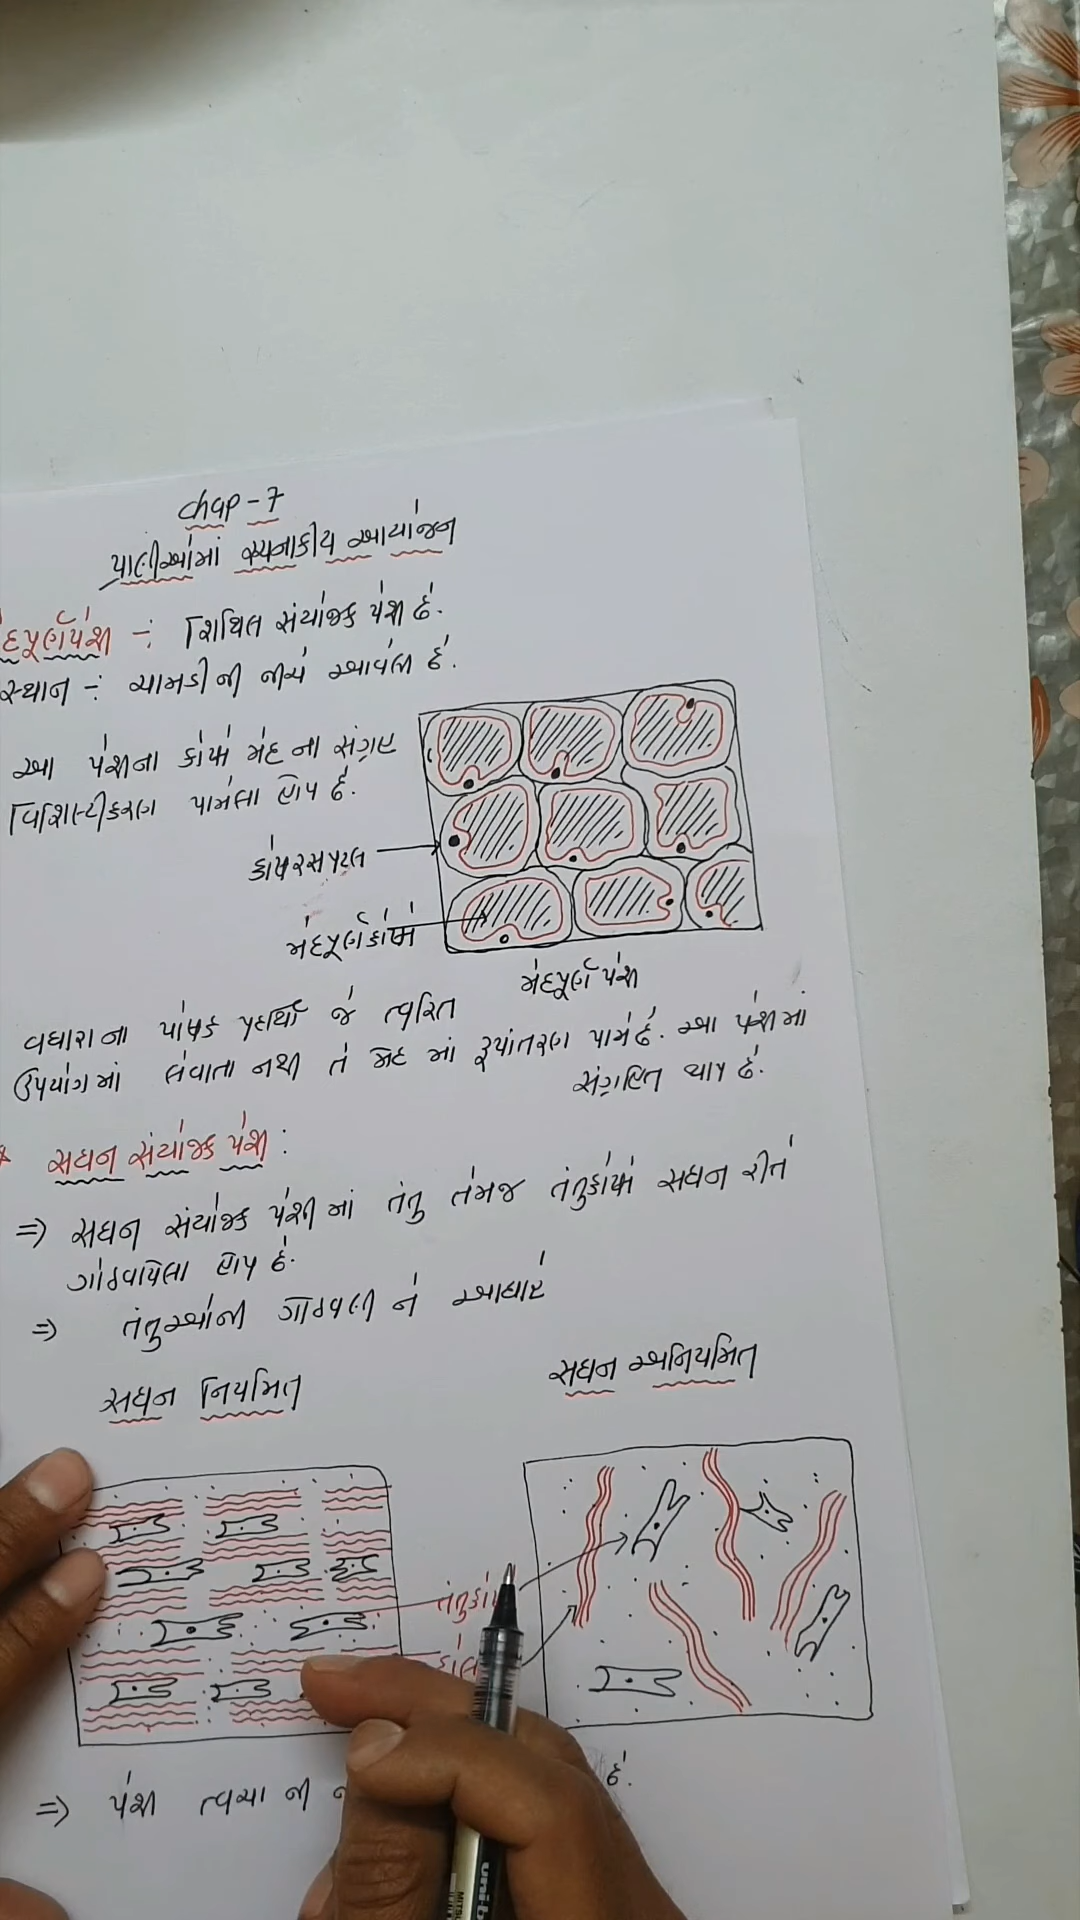 chap - 7
પ્રાણીઓમાં રચનાકીય આયોજન
મેદપૂર્ણપેશી ÷ શિથિલ સંયોજક પેશી છે.
સ્થાન ÷ ચામડીની નીચે આવેલી છે.
આ પેશીના કોષો મેદ ના સંગ્રહ
વિશિષ્ટીકરણ પામેલા હોય છે.
કોષરસપટલ
મેદપૂર્ણકોષો
મેદપૂર્ણ પેશી
વધારાના પોષક પદાર્થો જે ત્વરિત
ઉપયોગમાં લેવાતા નથી તે મેદ માં રૂપાંતરણ પામે છે. આ પેશીમાં
સંગ્રહિત થાય છે.
સઘન સંયોજક પેશી :
=> સઘન સંયોજક પેશીમાં તંતુ તેમજ તંતુકોષો સઘન રીતે
ગોઠવાયેલા હોય છે.
=> તંતુઓની ગોઠવણી ને આધારે
સઘન નિયમિત
સઘન અનિયમિત
=> પેશી ત્વચા ની
છે.
uni-b